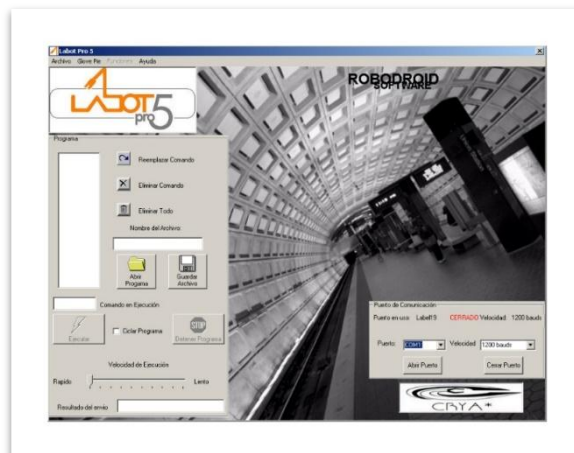 Labot Pro 5
Archivo Ayuda
LABOT
pro 5
ROBODROID
SOFTWARE
Programa
Reemplazar Comando
Eliminar Comando
Eliminar Todo
Nombre del Archivo
Abrir
Programa
Guardar
Archivo
Comando en Ejecución
Ejecutar
Ciclar Programa
STOP
Detener Programa
Velocidad de Ejecución
Rapido
Lento
Resultado del envio
Puerto de Comunicación
Puerto en uso Label19 CERRADO Velocidad 1200 bauds
Puerto COM1 Velocidad 1200 bauds
Abrir Puerto Cerrar Puerto
CRYA*